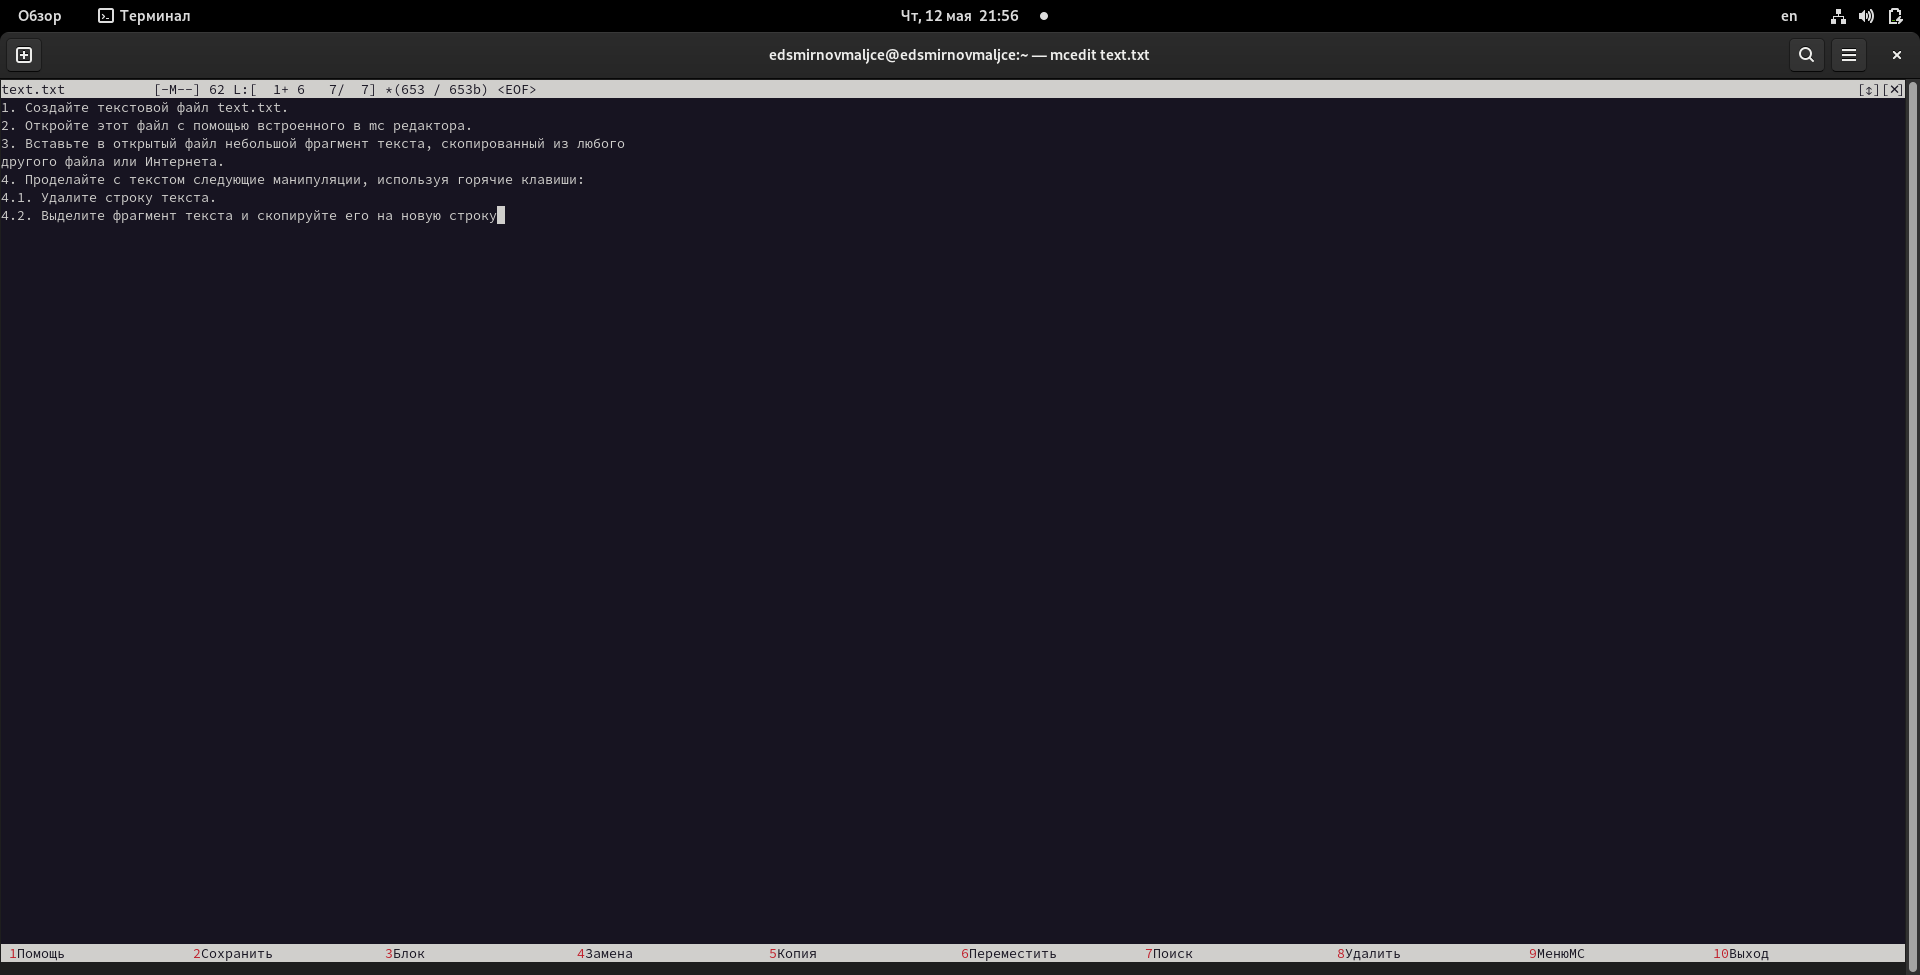 Обзор Терминал Чт, 12 мая 21:56 en
edsmirnovmaljce@edsmirnovmaljce:~ — mcedit text.txt
text.txt [-M--] 62 L:[ 1+ 6 7/ 7] *(653 / 653b) <EOF> [↕][✕]
1. Создайте текстовой файл text.txt.
2. Откройте этот файл с помощью встроенного в mc редактора.
3. Вставьте в открытый файл небольшой фрагмент текста, скопированный из любого
другого файла или Интернета.
4. Проделайте с текстом следующие манипуляции, используя горячие клавиши:
4.1. Удалите строку текста.
4.2. Выделите фрагмент текста и скопируйте его на новую строку
1Помощь 2Сохранить 3Блок 4Замена 5Копия 6Переместить 7Поиск 8Удалить 9МенюMC 10Выход